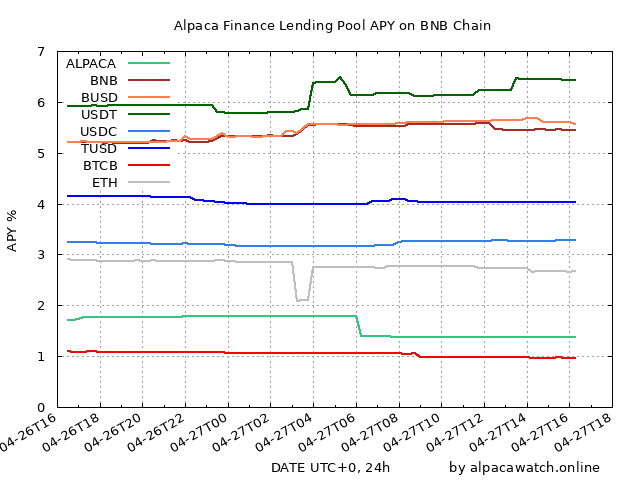 Alpaca Finance Lending Pool APY on BNB Chain
7
6
5
4
3
2
1
0
APY %
ALPACA
BNB
BUSD
USDT
USDC
TUSD
BTCB
ETH
04-26T16
04-26T18
04-26T20
04-26T22
04-27T00
04-27T02
04-27T04
04-27T06
04-27T08
04-27T10
04-27T12
04-27T14
04-27T16
04-27T18
DATE UTC+0, 24h
by alpacawatch.online